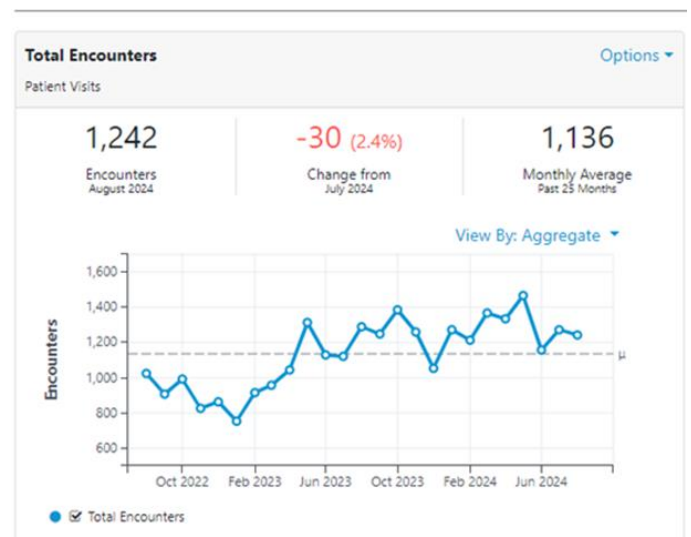 Total Encounters
Options
Patient Visits
1,242
Encounters
August 2024
-30 (2.4%)
Change from
July 2024
1,136
Monthly Average
Past 25 Months
View By: Aggregate
Encounters
1,600
1,400
1,200
1,000
800
600
μ
Oct 2022 Feb 2023 Jun 2023 Oct 2023 Feb 2024 Jun 2024
Total Encounters